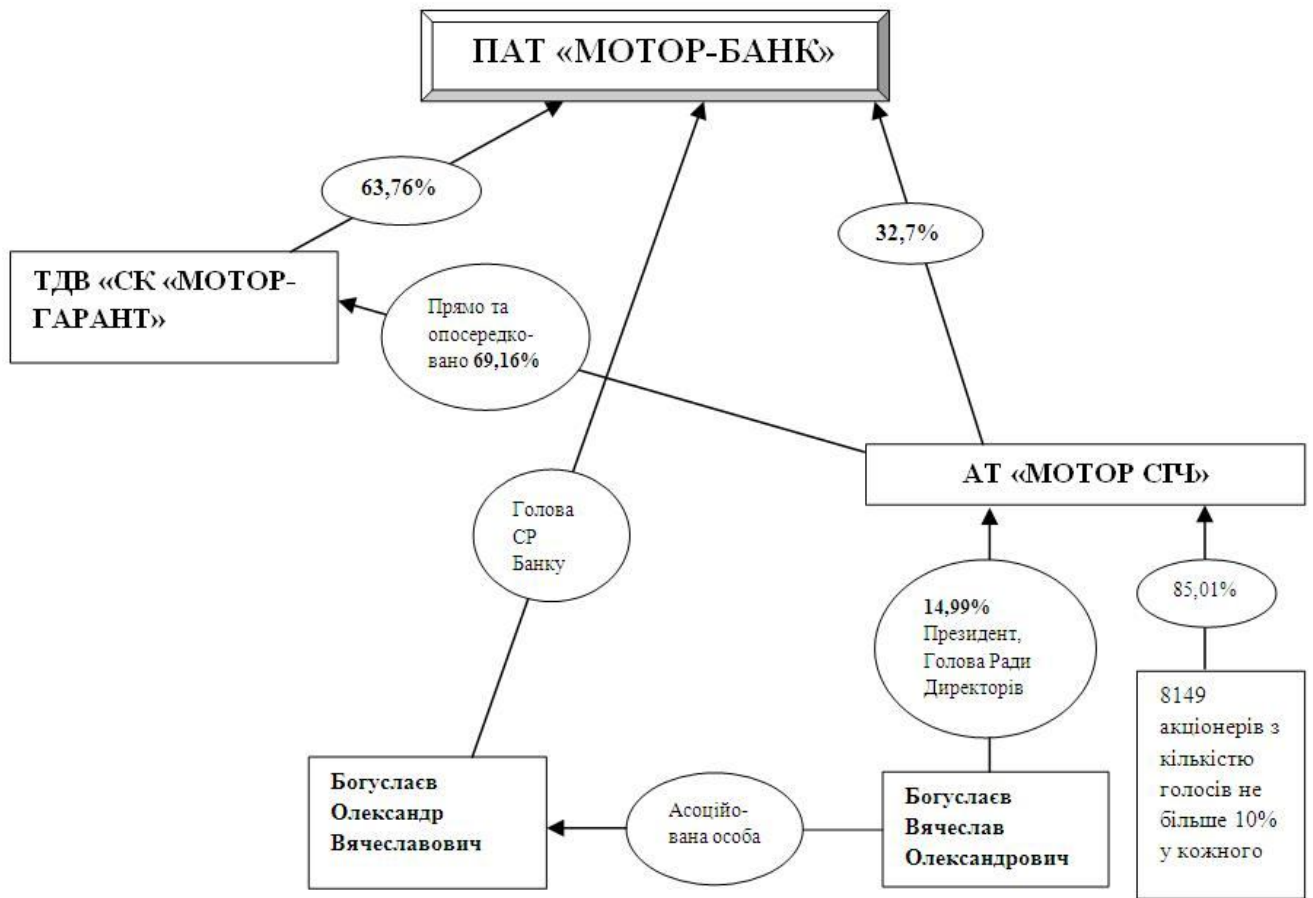 ПАТ «МОТОР-БАНК»
63,76%
32,7%
ТДВ «СК «МОТОР-
ГАРАНТ»
Прямо та
опосередко-
вано 69,16%
АТ «МОТОР СІЧ»
Голова
СР
Банку
14,99%
Президент,
Голова Ради
Директорів
85,01%
Богуслаєв
Олександр
Вячеславович
Асоційо-
вана особа
Богуслаєв
Вячеслав
Олександрович
8149
акціонерів з
кількістю
голосів не
більше 10%
у кожного